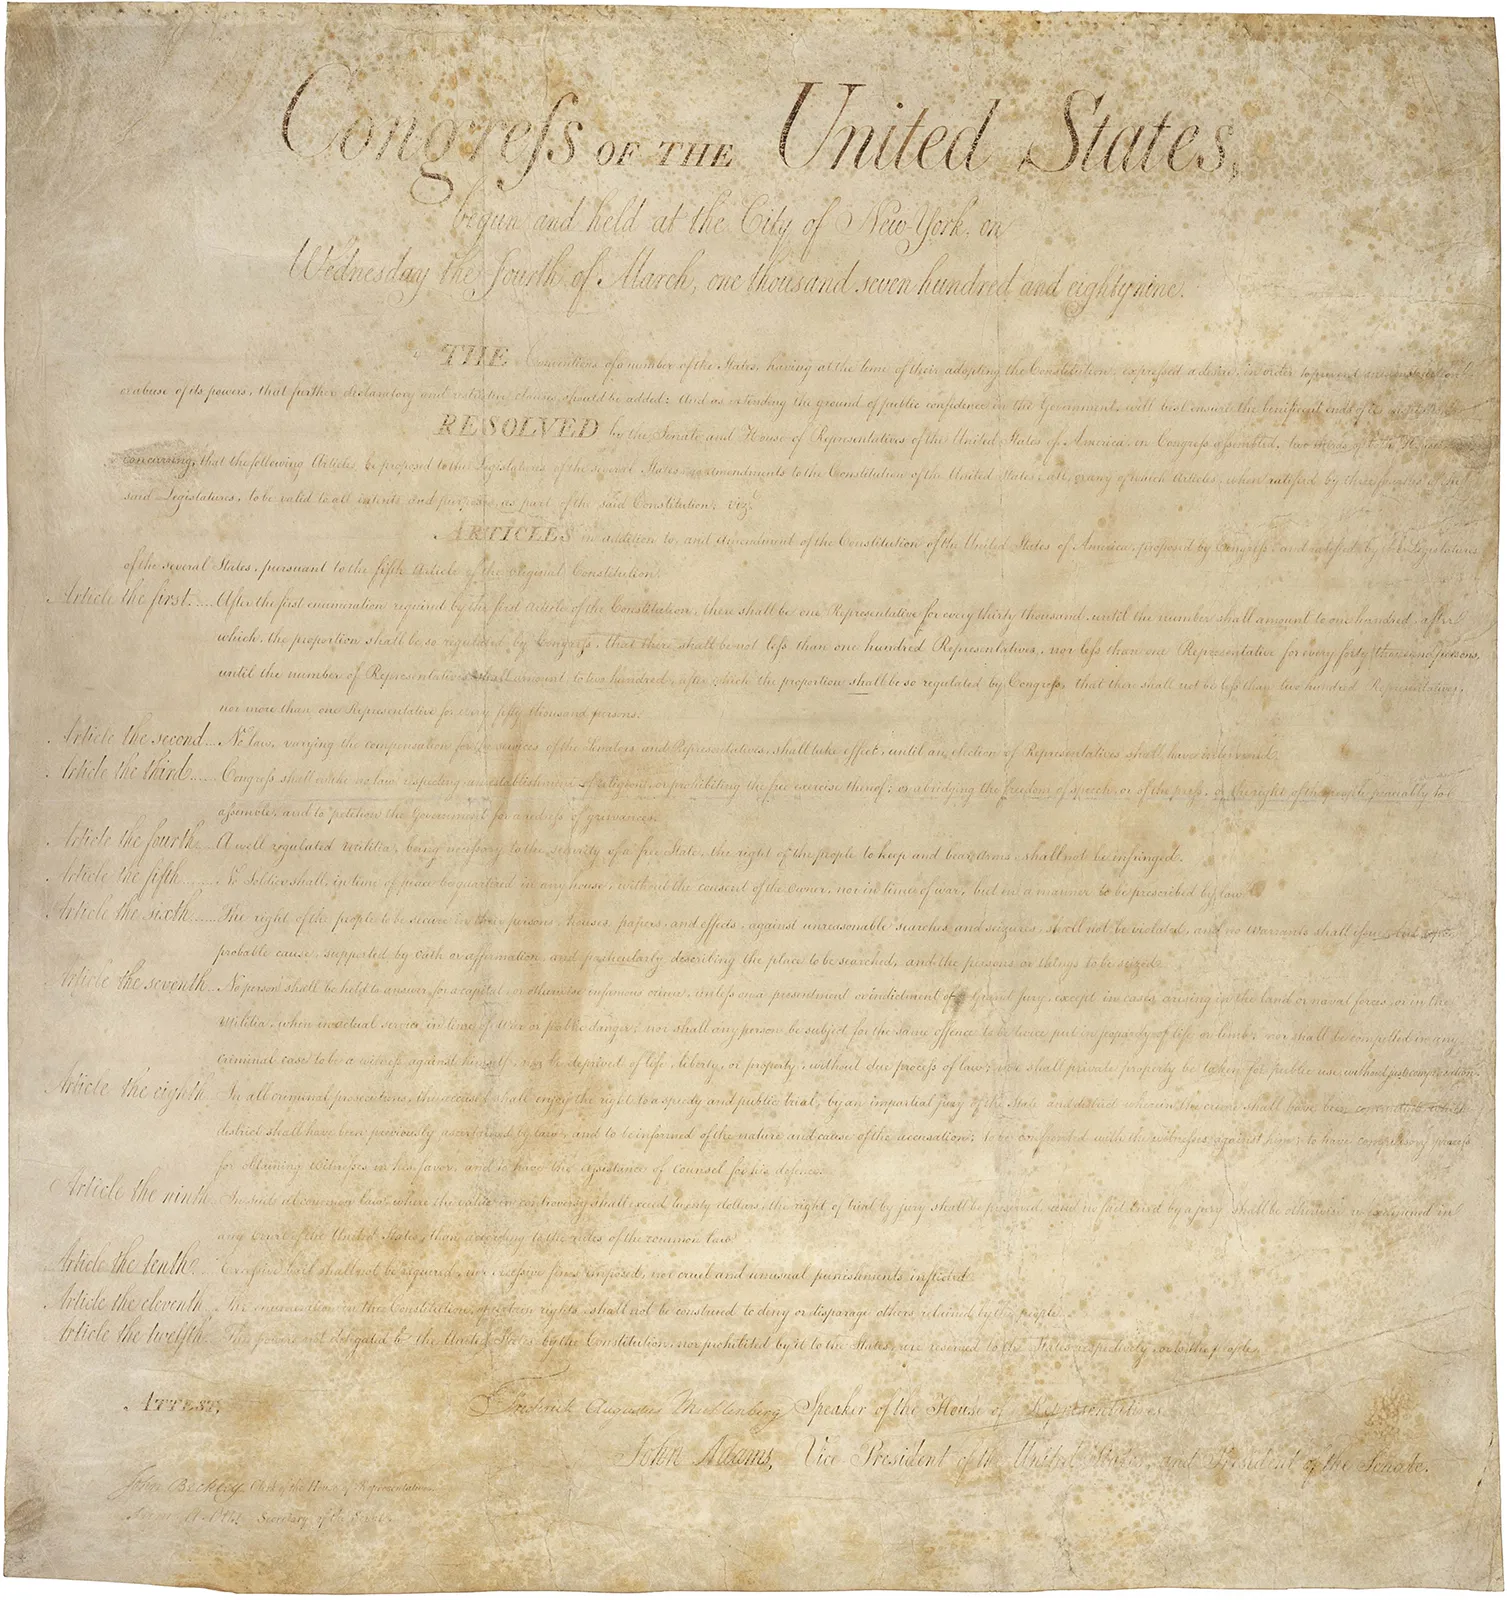 Congreſs OF THE United States,
begun and held at the City of New-York, on
Wednesday the fourth of March, one thousand seven hundred and eighty nine.
THE Conventions of a number of the States, having at the time of their adopting the Constitution, expressed a desire, in order to prevent misconstruction
or abuse of its powers, that further declaratory and restrictive clauses should be added: And as extending the ground of public confidence in the Government, will best ensure the beneficent ends of its
RESOLVED by the Senate and House of Representatives of the United States of America, in Congreſs aſsembled, two thirds of both Houses
concurring, that the following Articles be proposed to the Legislatures of the several States, as amendments to the Constitution of the United States, all, or any of which Articles, when ratified by three fourths of the
said Legislatures, to be valid to all intents and purposes, as part of the said Constitution; viz.
ARTICLES in addition to, and Amendment of the Constitution of the United States of America, proposed by Congreſs, and ratified by the Legislatures
of the several States, pursuant to the fifth Article of the original Constitution.
Article the first.... After the first enumeration required by the first Article of the Constitution, there shall be one Representative for every thirty thousand, until the number shall amount to one hundred, after
which, the proportion shall be so regulated by Congreſs, that there shall be not leſs than one hundred Representatives, nor leſs than one Representative for every forty thousand persons,
until the number of Representatives shall amount to two hundred, after which the proportion shall be so regulated by Congreſs, that there shall not be leſs than two hundred Representatives,
nor more than one Representative for every fifty thousand persons.
Article the second... No law, varying the compensation for the services of the Senators and Representatives, shall take effect, until an election of Representatives shall have intervened.
Article the third...... Congreſs shall make no law respecting an establishment of religion, or prohibiting the free exercise thereof; or abridging the freedom of speech, or of the preſs, or the right of the people peaceably to
aſsemble, and to petition the Government for a redreſs of grievances.
Article the fourth.. A well regulated Militia, being neceſsary to the security of a free State, the right of the people to keep and bear Arms, shall not be infringed.
Article the fifth....... No Soldier shall, in time of peace be quartered in any house, without the consent of the Owner, nor in time of war, but in a manner to be prescribed by law.
Article the sixth...... The right of the people to be secure in their persons, houses, papers, and effects, against unreasonable searches and seizures, shall not be violated, and no Warrants shall iſsue, but upon
probable cause, supported by Oath or affirmation, and particularly describing the place to be searched, and the persons or things to be seized.
Article the seventh.. No person shall be held to answer for a capital, or otherwise infamous crime, unleſs on a presentment or indictment of a Grand Jury, except in cases arising in the land or naval forces, or in the
Militia, when in actual service in time of War or public danger; nor shall any person be subject for the same offence to be twice put in jeopardy of life or limb; nor shall be compelled in any
criminal case to be a witneſs against himself, nor be deprived of life, liberty, or property, without due proceſs of law; nor shall private property be taken for public use, without just compensation.
Article the eighth.. In all criminal prosecutions, the accused shall enjoy the right to a speedy and public trial, by an impartial jury of the State and district wherein the crime shall have been committed, which
district shall have been previously ascertained by law, and to be informed of the nature and cause of the accusation; to be confronted with the witneſses against him; to have compulsory proceſs
for obtaining witneſses in his favor, and to have the Aſsistance of Counsel for his defence.
Article the ninth. In suits at common law, where the value in controversy shall exceed twenty dollars, the right of trial by jury shall be preserved, and no fact tried by a jury, shall be otherwise re-examined in
any Court of the United States, than according to the rules of the common law.
Article the tenth.. Exceſsive bail shall not be required, nor exceſsive fines imposed, nor cruel and unusual punishments inflicted.
Article the eleventh. The enumeration in the Constitution, of certain rights, shall not be construed to deny or disparage others retained by the people.
Article the twelfth. The powers not delegated to the United States by the Constitution, nor prohibited by it to the States, are reserved to the States respectively, or to the people.
ATTEST,
Frederick Augustus Muhlenberg Speaker of the House of Representatives.
John Adams, Vice President of the United States, and President of the Senate.
John Beckley, Clerk of the House of Representatives.
Secretary of the Senate.